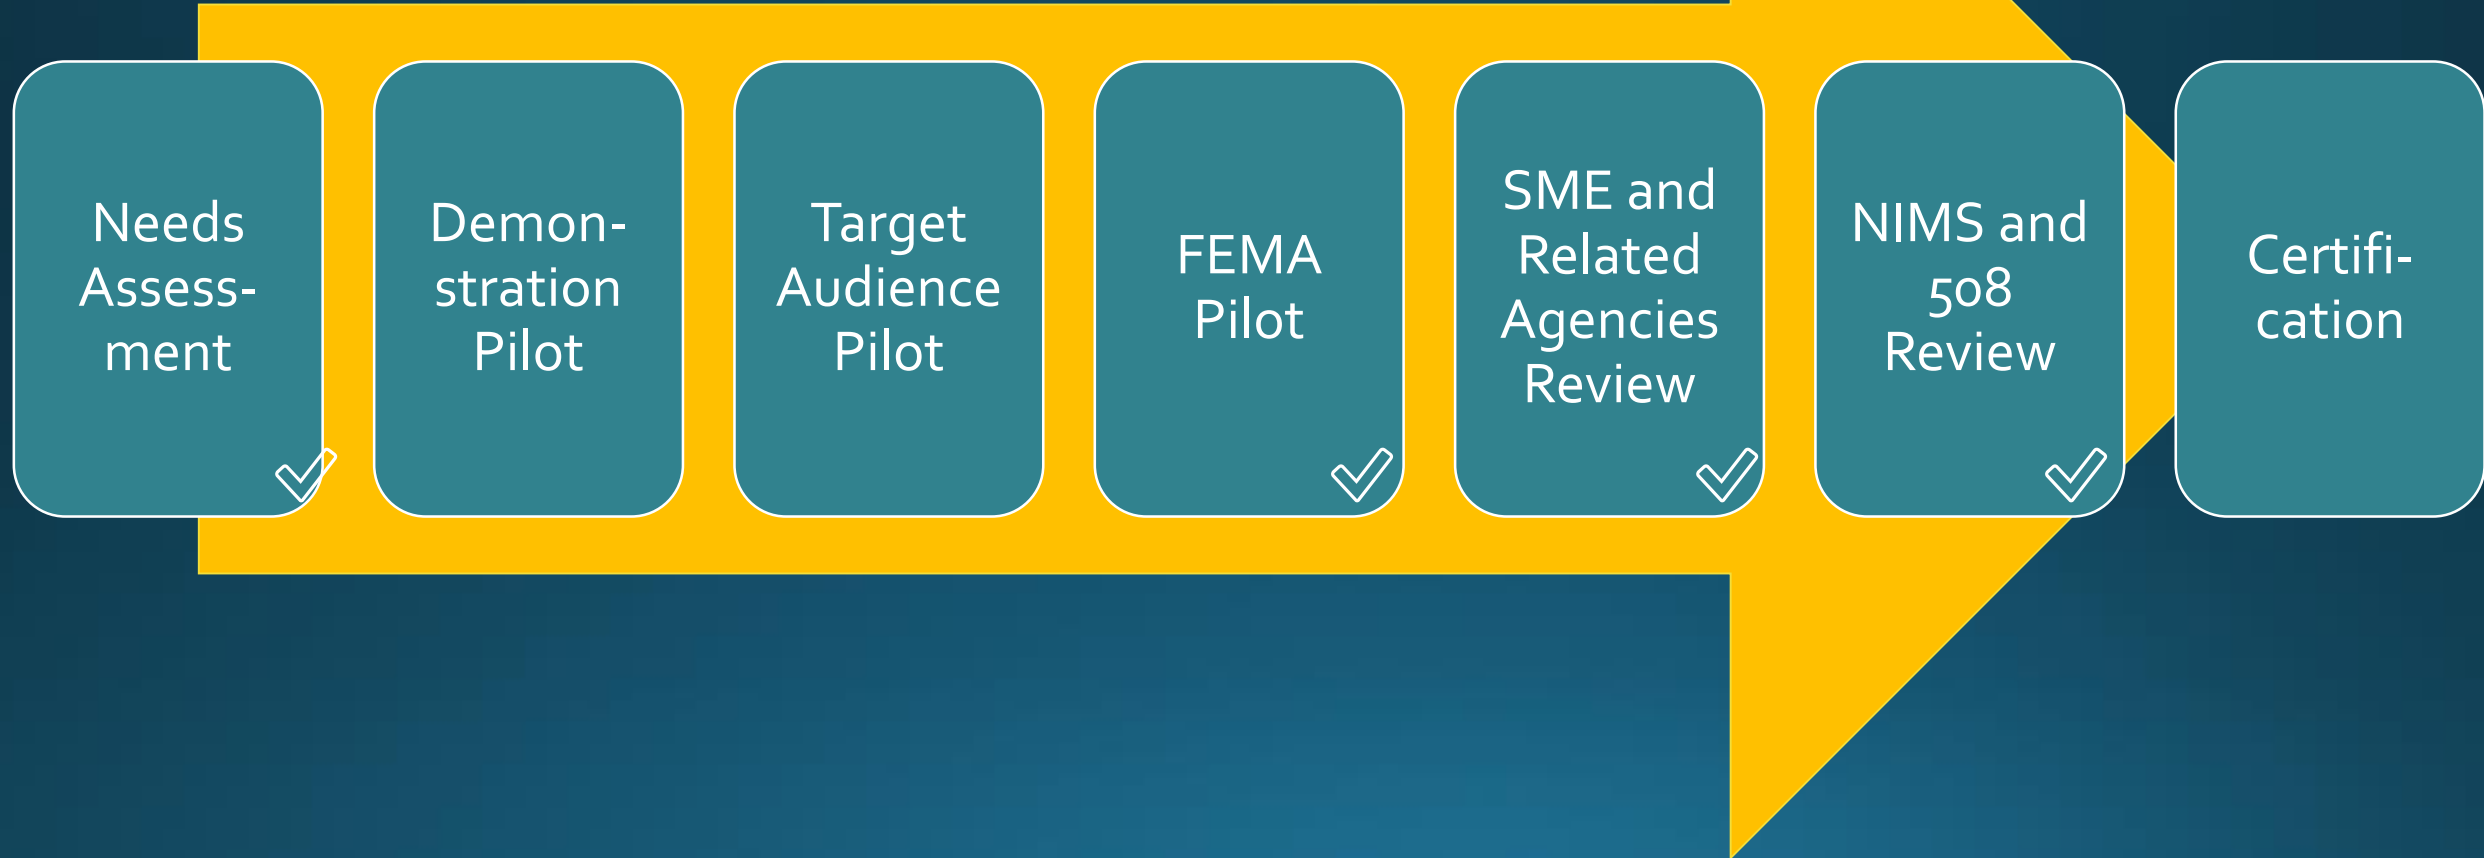 Needs
Assess-
ment
Demon-
stration
Pilot
Target
Audience
Pilot
FEMA
Pilot
SME and
Related
Agencies
Review
NIMS and
508
Review
Certifi-
cation